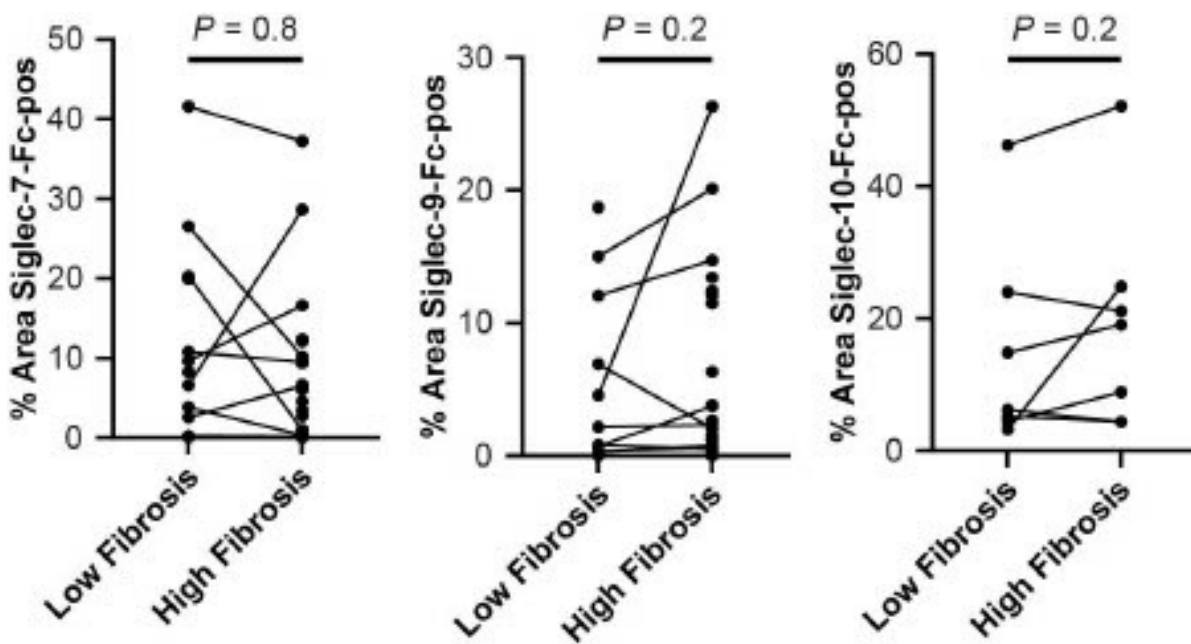 P = 0.8
% Area Siglec-7-Fc-pos
50
40
30
20
10
0
Low Fibrosis
High Fibrosis
P = 0.2
% Area Siglec-9-Fc-pos
30
20
10
0
Low Fibrosis
High Fibrosis
P = 0.2
% Area Siglec-10-Fc-pos
60
40
20
0
Low Fibrosis
High Fibrosis